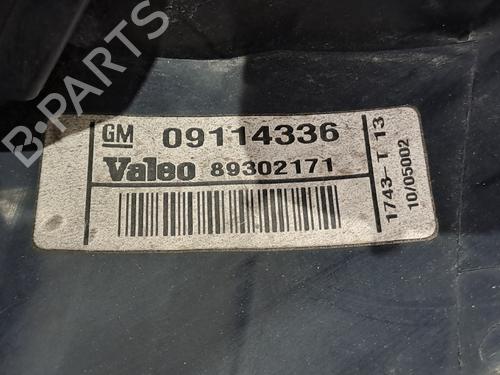 B-PARTS
GM 09114336
Valeo 89302171
1743- T 13
10/05002